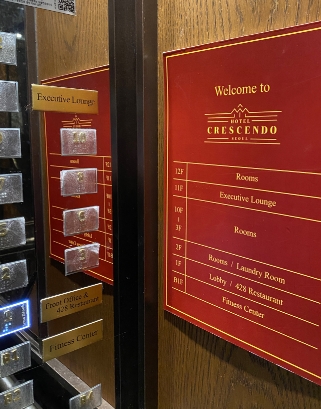 Executive Lounge
Front Office &
428 Restaurant
Fitness Center
Welcome to
HOTEL
CRESCENDO
SEOUL
12F Rooms
11F Executive Lounge
10F
3F Rooms
2F Rooms / Laundry Room
1F Lobby / 428 Restaurant
B1F Fitness Center